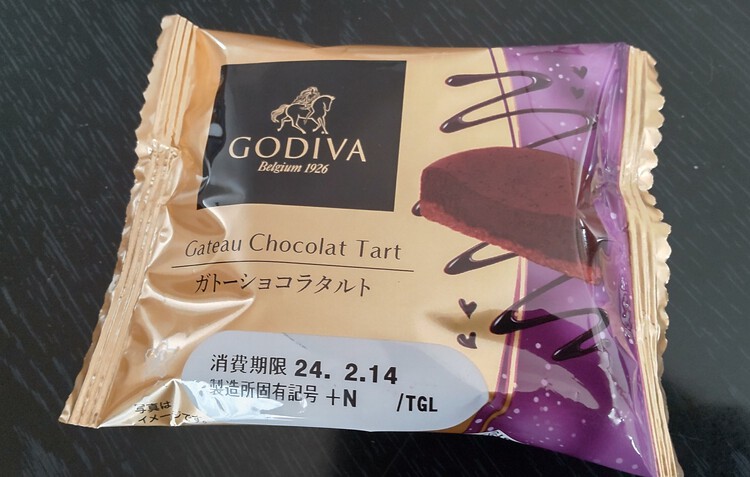 GODIVA
Belgium 1926
Gateau Chocolat Tart
ガトーショコラタルト
消費期限 24. 2.14
製造所固有記号 +N /TGL
写真は
イメージです